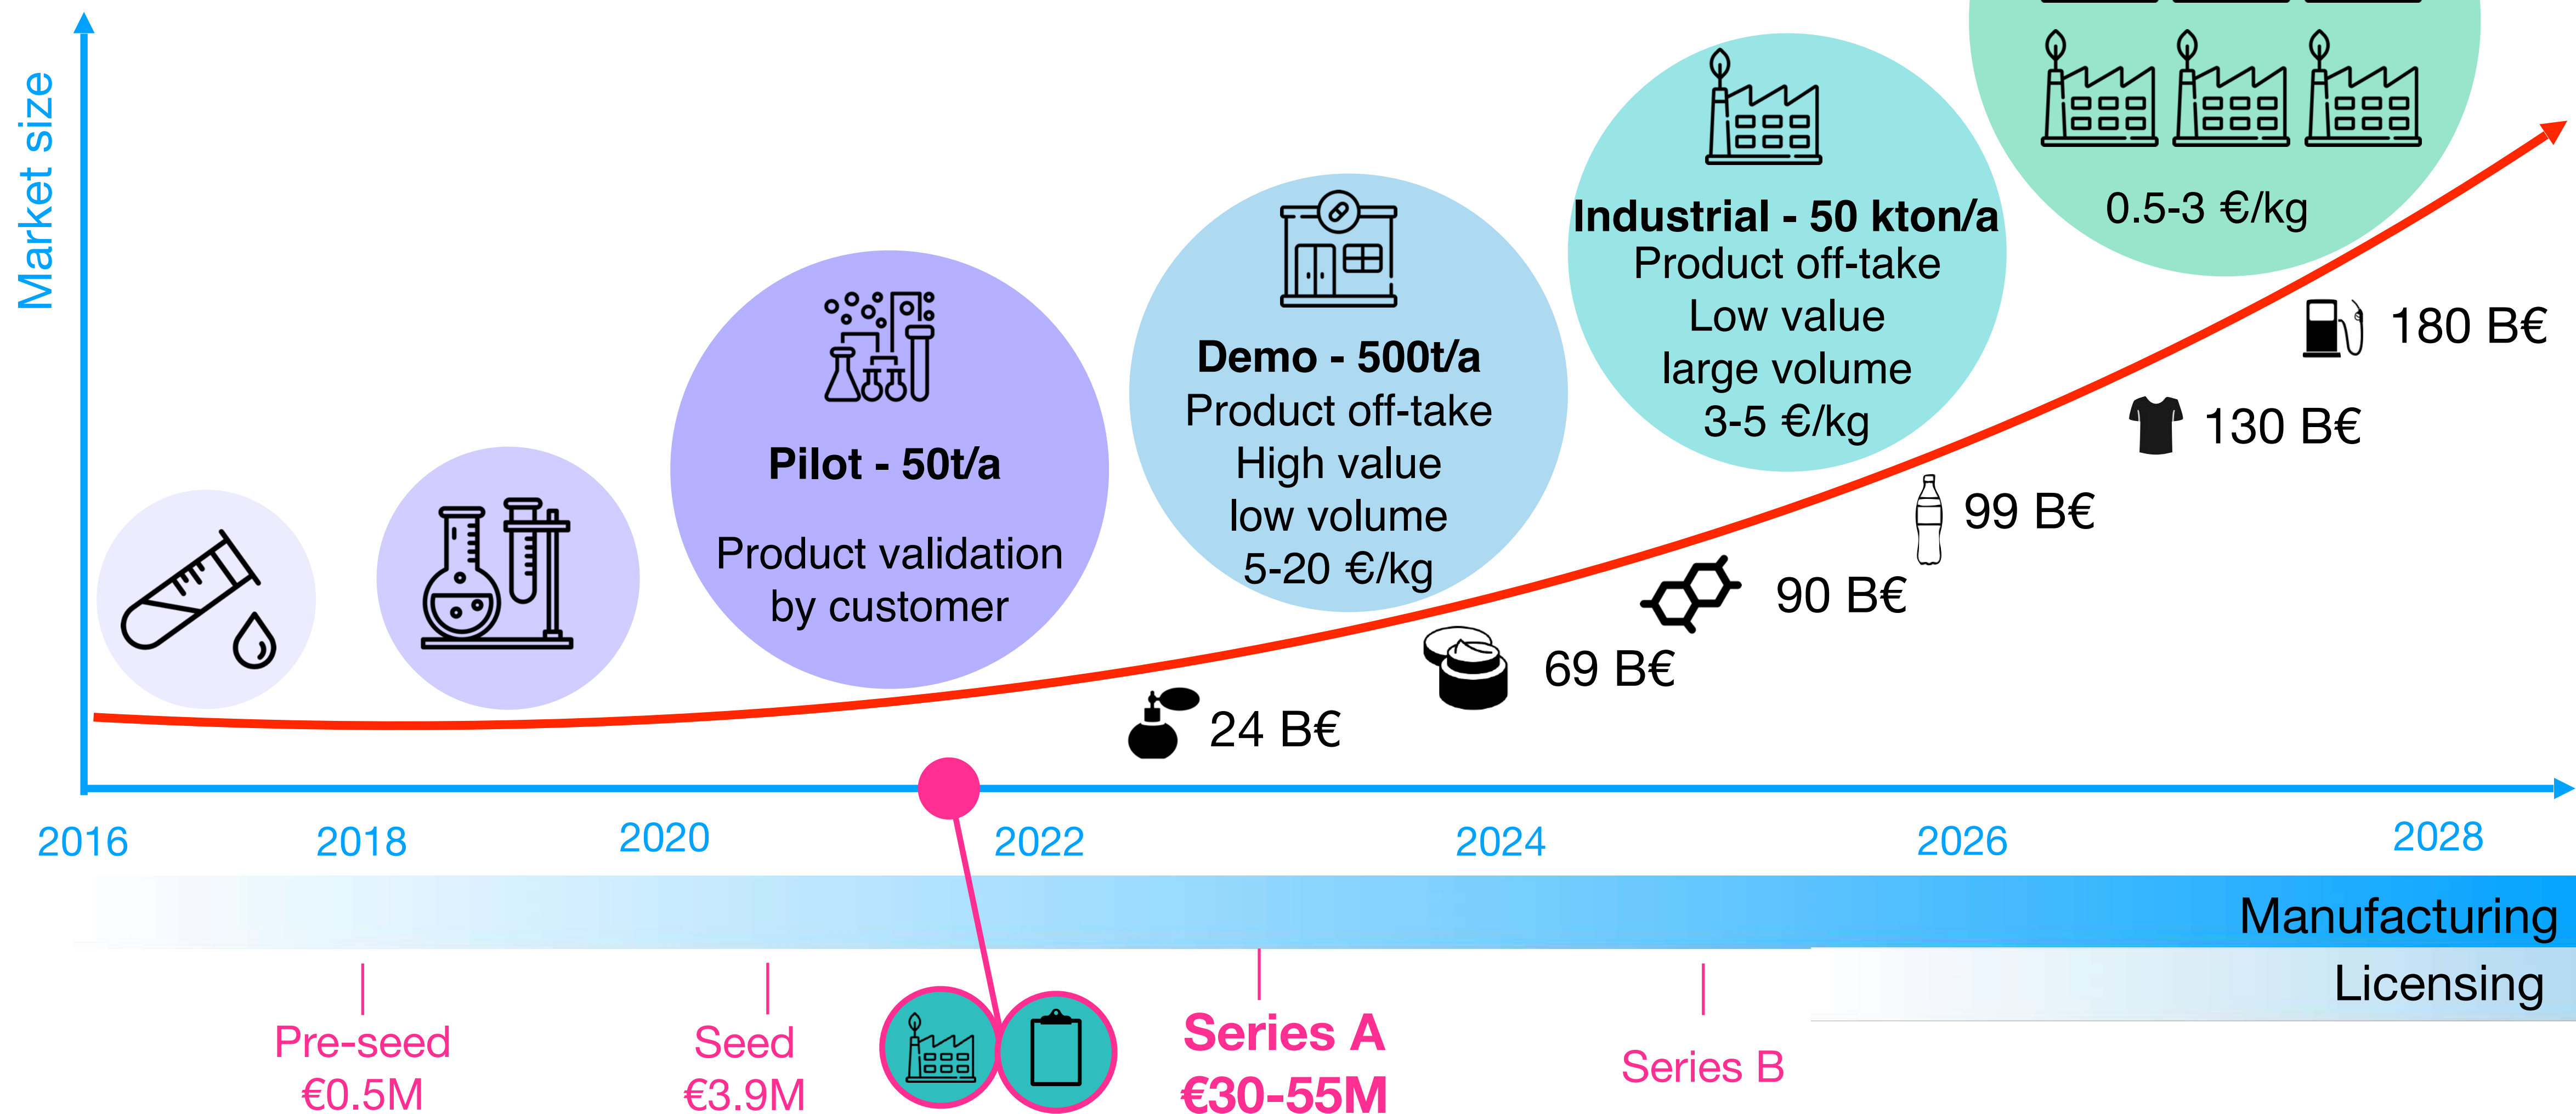 Market size
Pilot - 50t/a
Product validation
by customer
Demo - 500t/a
Product off-take
High value
low volume
5-20 €/kg
Industrial - 50 kton/a
Product off-take
Low value
large volume
3-5 €/kg
0.5-3 €/kg
24 B€
69 B€
90 B€
99 B€
130 B€
180 B€
2016
2018
2020
2022
2024
2026
2028
Manufacturing
Licensing
Pre-seed
€0.5M
Seed
€3.9M
Series A
€30-55M
Series B